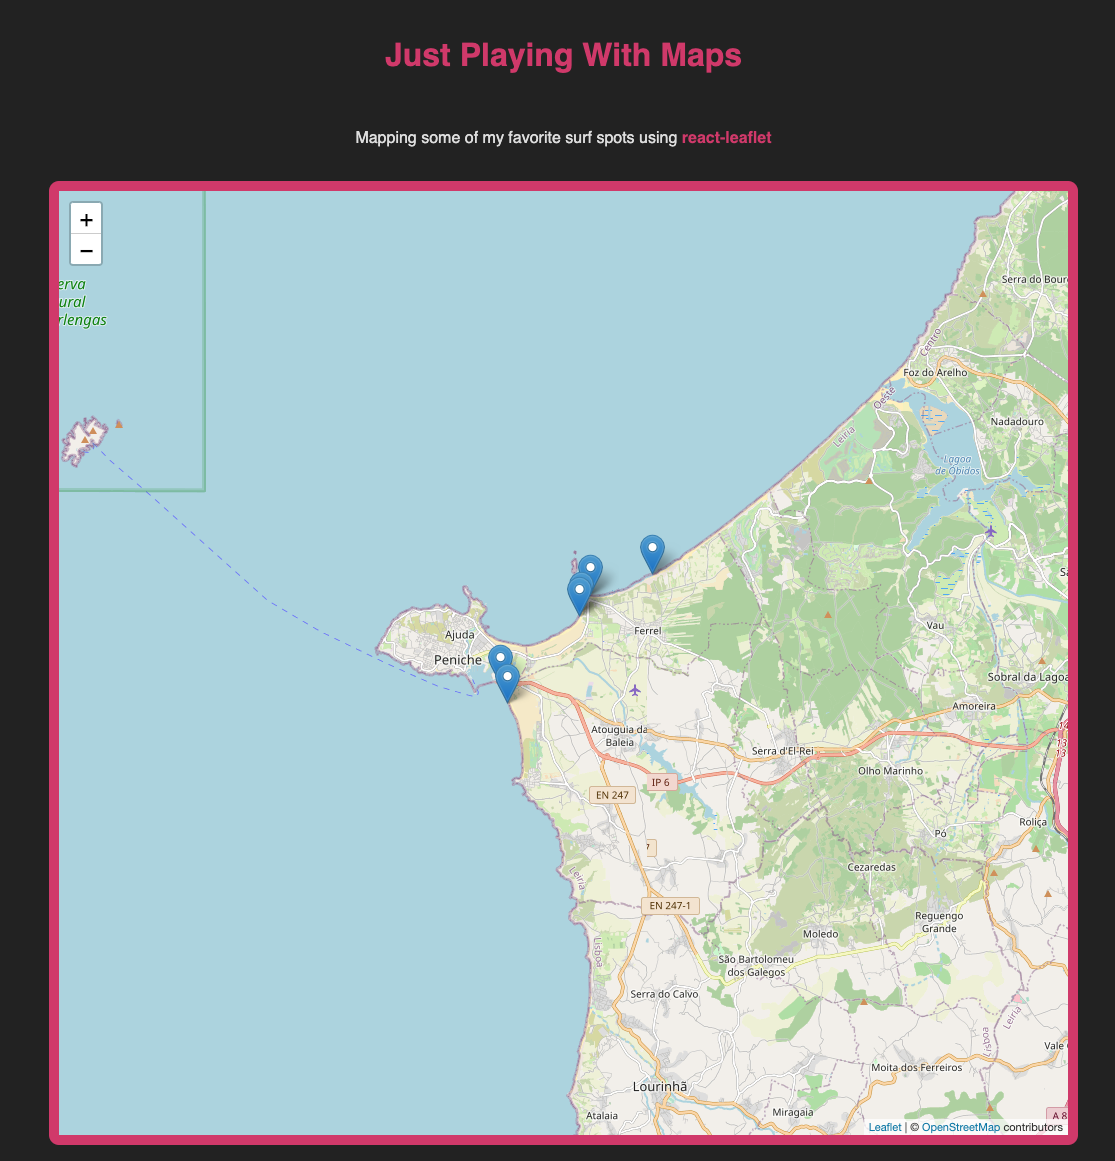 Just Playing With Maps
Mapping some of my favorite surf spots using react-leaflet
+
−
erva
ural
rlengas
Serra do Bour
Centro
Foz do Arelho
Oeste
Nadadouro
Leiria
Lagoa
de Óbidos
Ajuda
Peniche
Ferrel
Vau
Sobral da Lagoa
Amoreira
Atouguia da
Baleia
Serra d'El-Rei
Olho Marinho
IP 6
EN 247
Roliça
Pó
7
Cezaredas
Leiria
EN 247-1
Reguengo
Grande
Moledo
Lisboa
São Bartolomeu
dos Galegos
Serra do Calvo
Leiria
Lisboa
Vale
Moita dos Ferreiros
Lourinhã
Atalaia
Miragaia
A 8
Leaflet | © OpenStreetMap contributors